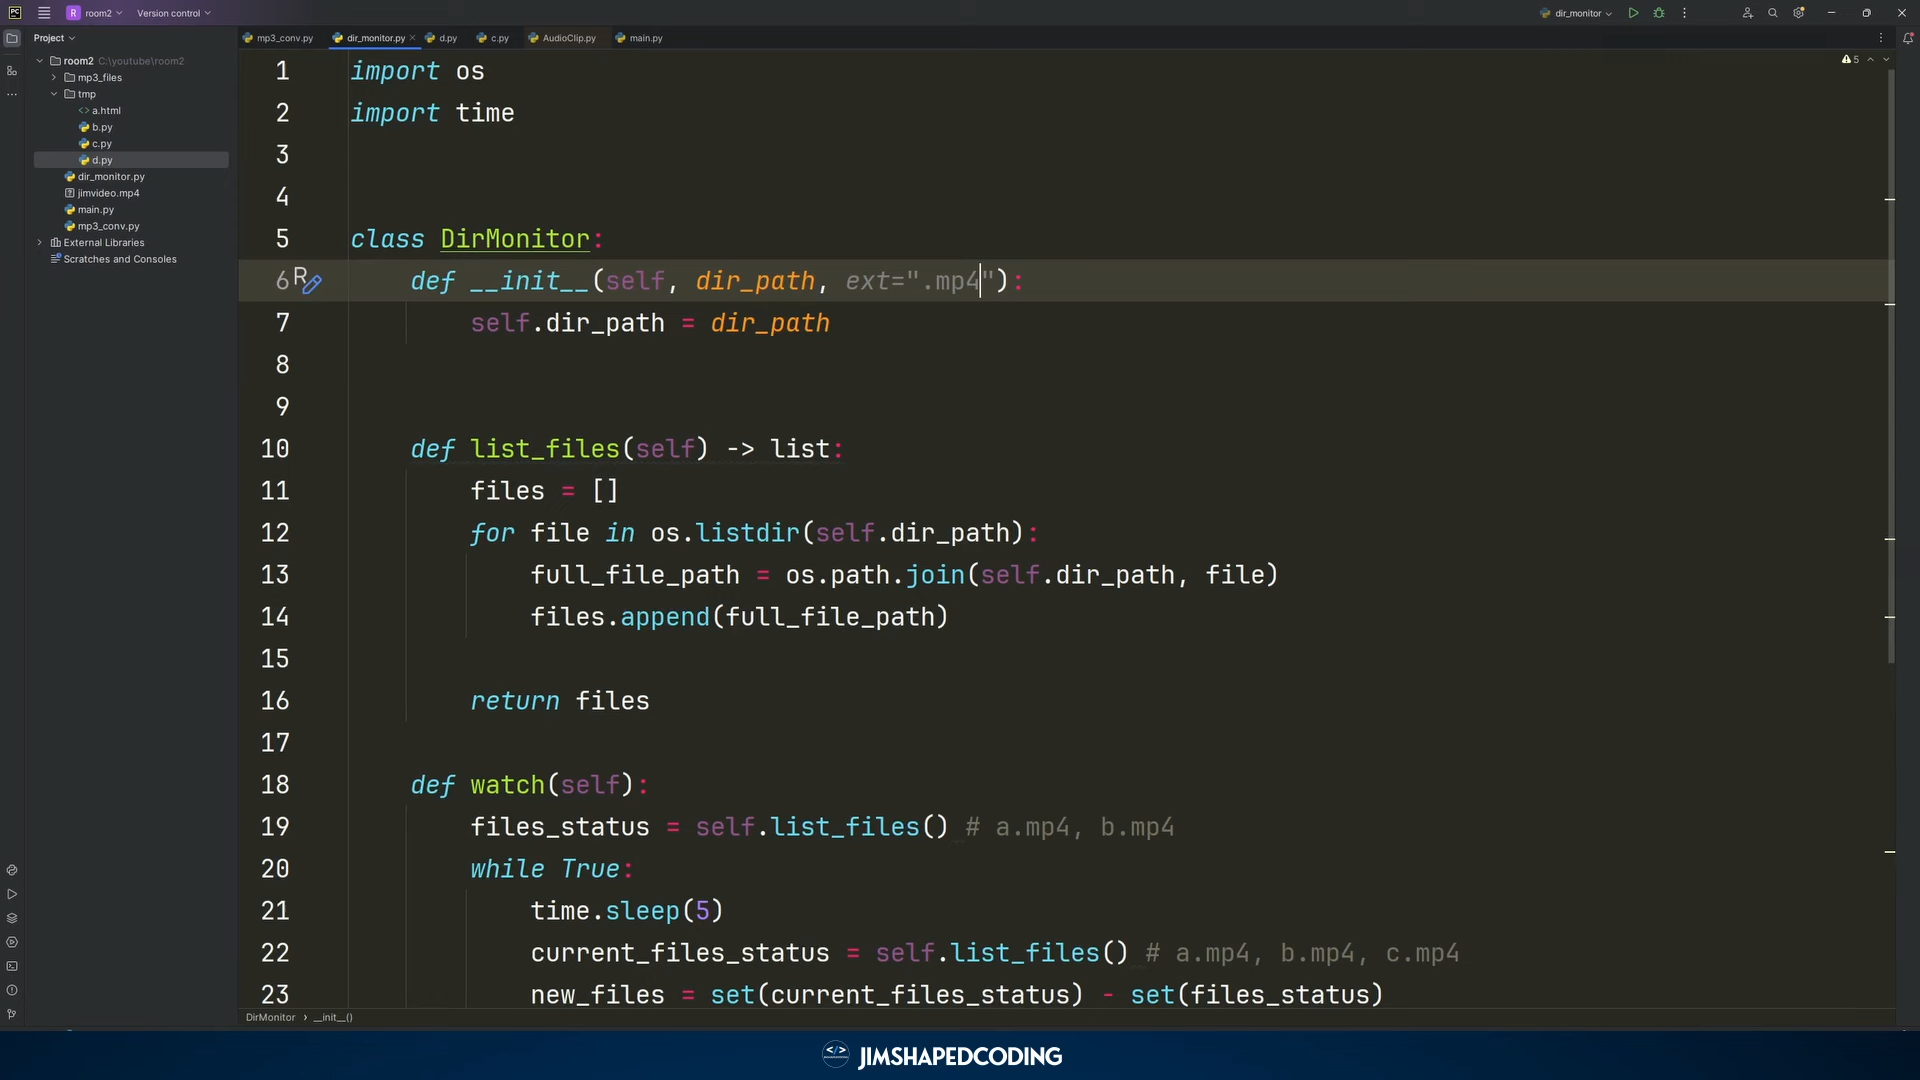 PC
R room2
Version control
dir_monitor
Project
mp3_conv.py
dir_monitor.py
d.py
c.py
AudioClip.py
main.py
room2 C:\youtube\room2
mp3_files
tmp
a.html
b.py
c.py
d.py
dir_monitor.py
jimvideo.mp4
main.py
mp3_conv.py
External Libraries
Scratches and Consoles
5
1 import os
2 import time
3
4
5 class DirMonitor:
6 def __init__(self, dir_path, ext=".mp4"):
7 self.dir_path = dir_path
8
9
10 def list_files(self) -> list:
11 files = []
12 for file in os.listdir(self.dir_path):
13 full_file_path = os.path.join(self.dir_path, file)
14 files.append(full_file_path)
15
16 return files
17
18 def watch(self):
19 files_status = self.list_files() # a.mp4, b.mp4
20 while True:
21 time.sleep(5)
22 current_files_status = self.list_files() # a.mp4, b.mp4, c.mp4
23 new_files = set(current_files_status) - set(files_status)
DirMonitor › __init__()
</> JIMSHAPEDCODING